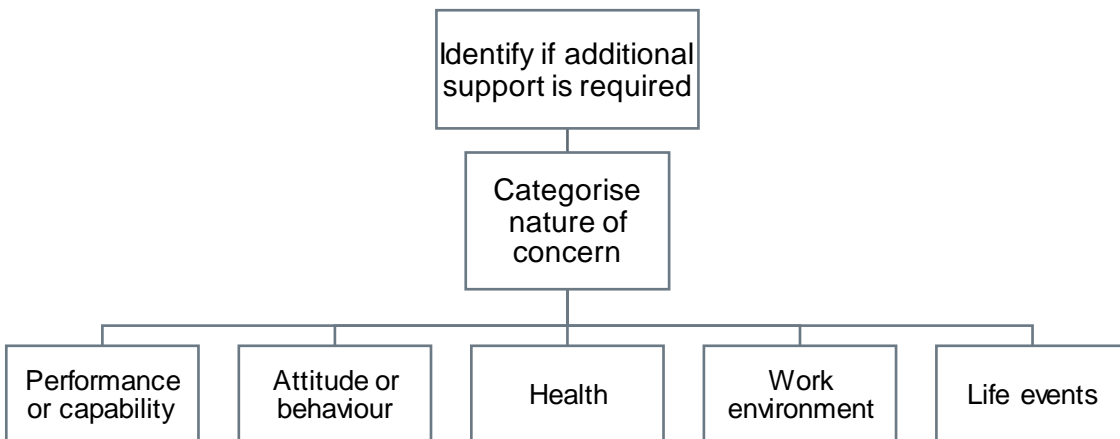 Identify if additional
support is required
Categorise
nature of
concern
Performance
or capability
Attitude or
behaviour
Health
Work
environment
Life events